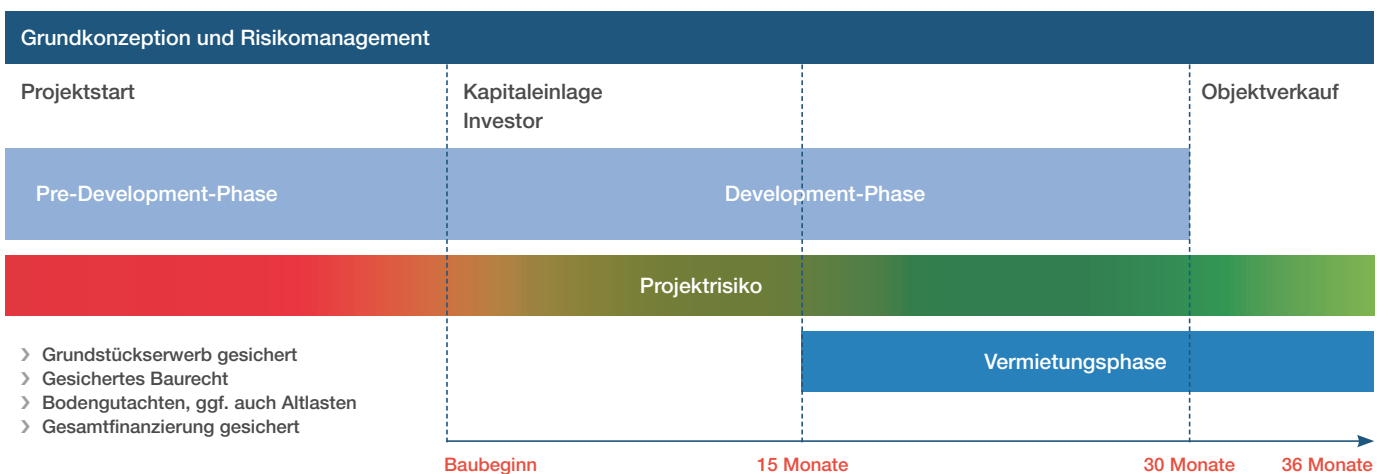 Grundkonzeption und Risikomanagement
Projektstart
Kapitaleinlage
Investor
Objektverkauf
Pre-Development-Phase
Development-Phase
Projektrisiko
› Grundstückserwerb gesichert
› Gesichertes Baurecht
› Bodengutachten, ggf. auch Altlasten
› Gesamtfinanzierung gesichert
Vermietungsphase
Baubeginn
15 Monate
30 Monate
36 Monate